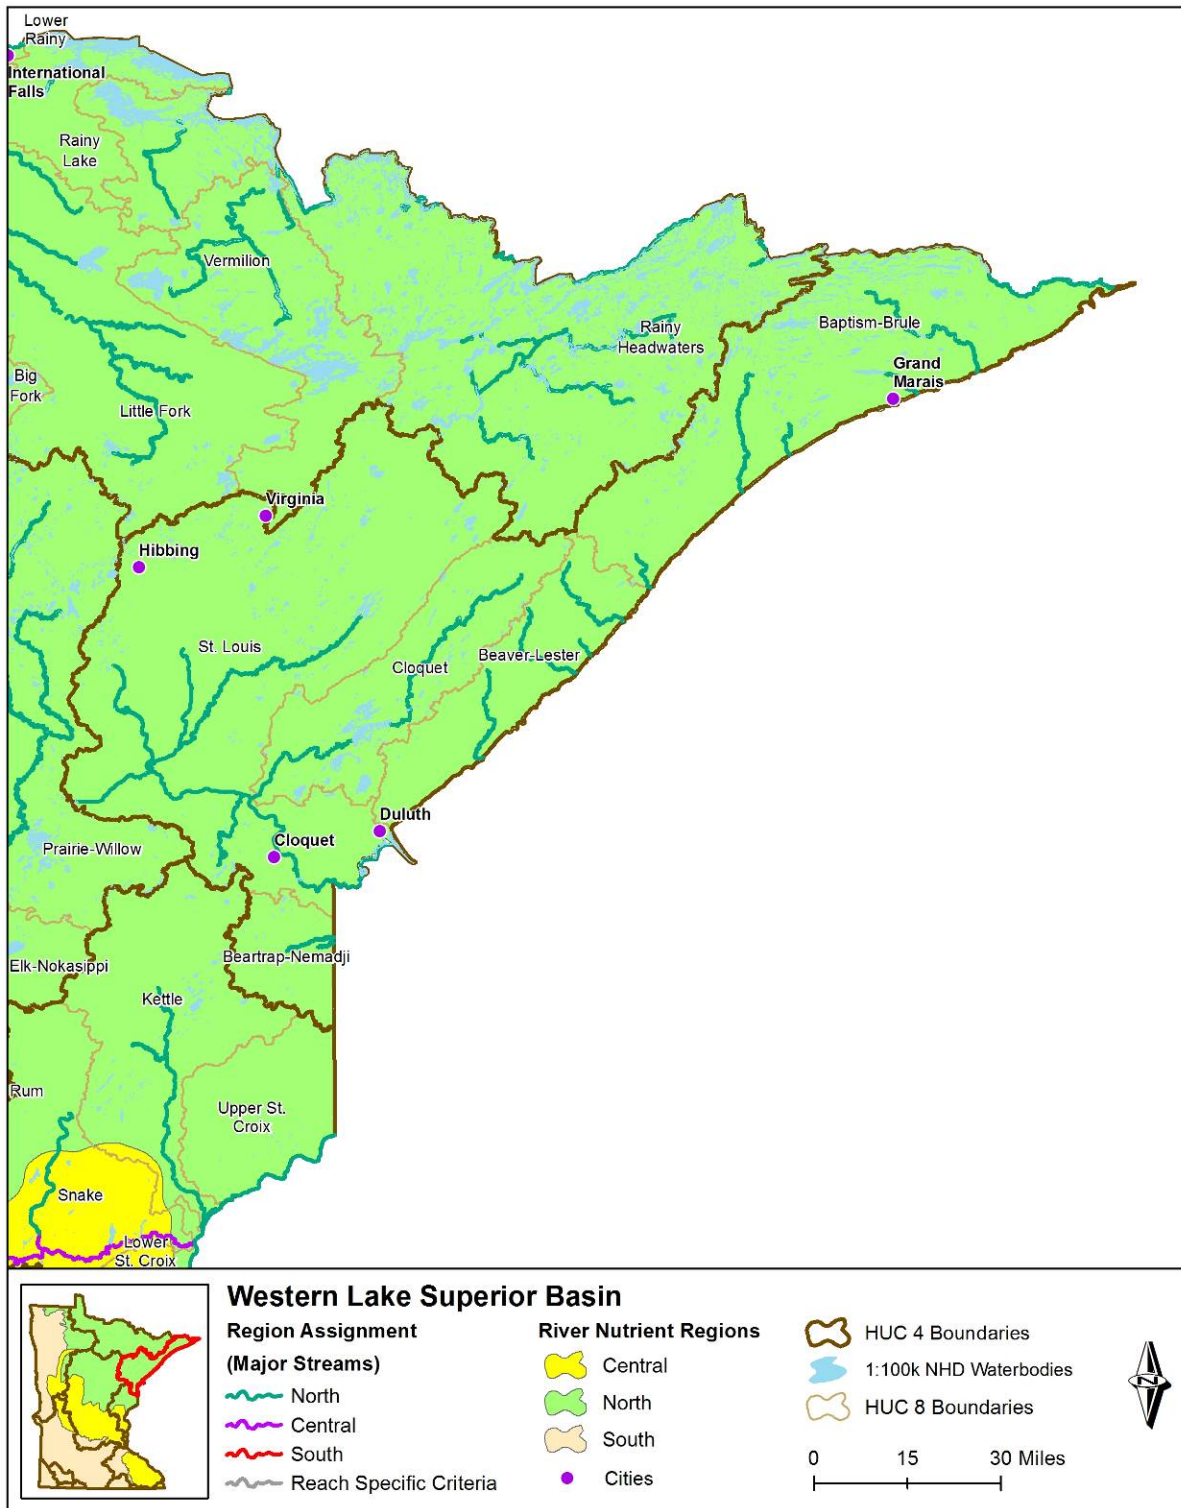 Lower
Rainy
International
Falls
Rainy
Lake
Vermilion
Rainy
Headwaters
Baptism-Brule
Grand
Marais
Big
Fork
Little Fork
Virginia
Hibbing
St. Louis
Cloquet
Beaver-Lester
Duluth
Cloquet
Prairie-Willow
Beartrap-Nemadji
Elk-Nokasippi
Kettle
Rum
Upper St.
Croix
Snake
Lower
St. Croix
Western Lake Superior Basin
Region Assignment
(Major Streams)
North
Central
South
Reach Specific Criteria
River Nutrient Regions
Central
North
South
Cities
HUC 4 Boundaries
1:100k NHD Waterbodies
HUC 8 Boundaries
0 15 30 Miles
N